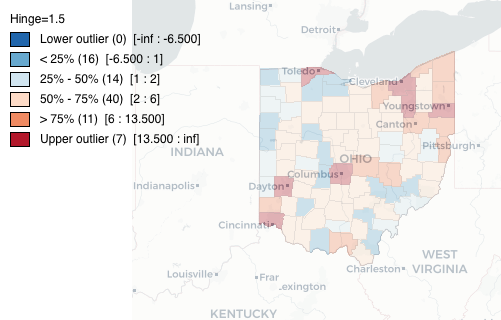 Hinge=1.5
Lower outlier (0) [-inf : -6.500]
< 25% (16) [-6.500 : 1]
25% - 50% (14) [1 : 2]
50% - 75% (40) [2 : 6]
> 75% (11) [6 : 13.500]
Upper outlier (7) [13.500 : inf]
Lansing
Detroit
Toledo
Cleveland
Youngstown
Canton
Pittsburgh
INDIANA
OHIO
Columbus
Indianapolis
Dayton
Cincinnati
WEST
VIRGINIA
Charleston
Louisville
Frar
.exington
KENTUCKY